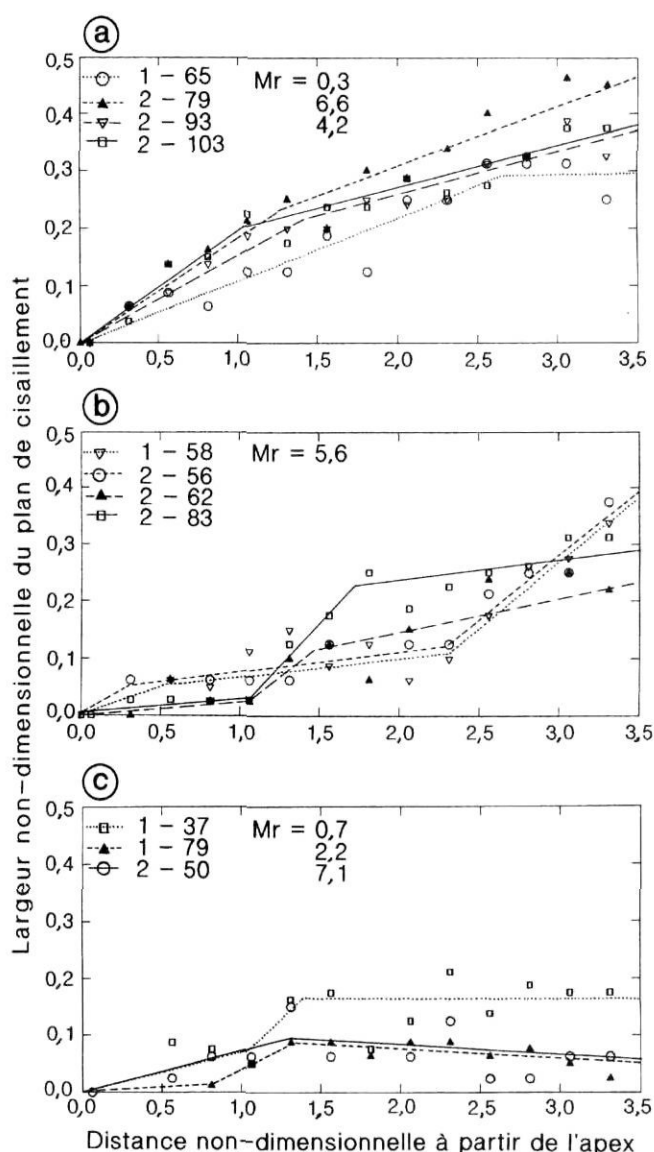 Largeur non-dimensionnelle du plan de cisaillement
a
0,5
0,4
0,3
0,2
0,1
0,0
1 - 65
2 - 79
2 - 93
2 - 103
Mr = 0,3
6,6
4,2
0,0 0,5 1,0 1,5 2,0 2,5 3,0 3,5
b
0,5
0,4
0,3
0,2
0,1
0,0
1 - 58
2 - 56
2 - 62
2 - 83
Mr = 5,6
0,0 0,5 1,0 1,5 2,0 2,5 3,0 3,5
c
0,5
0,4
0,3
0,2
0,1
0,0
1 - 37
1 - 79
2 - 50
Mr = 0,7
2,2
7,1
0,0 0,5 1,0 1,5 2,0 2,5 3,0 3,5
Distance non-dimensionnelle à partir de l'apex